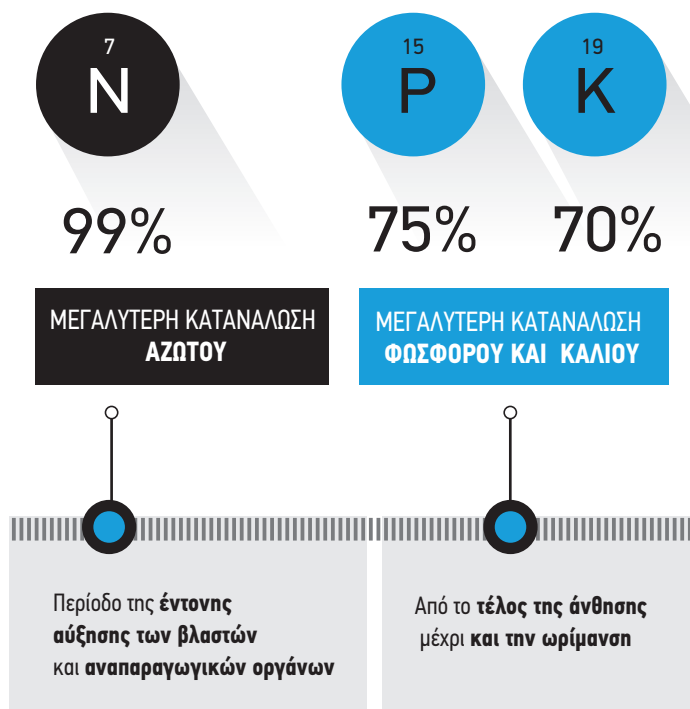 7
N
99%
ΜΕΓΑΛΥΤΕΡΗ ΚΑΤΑΝΑΛΩΣΗ
ΑΖΩΤΟΥ
Περίοδο της έντονης
αύξησης των βλαστών
και αναπαραγωγικών οργάνων
15
P
75%
19
K
70%
ΜΕΓΑΛΥΤΕΡΗ ΚΑΤΑΝΑΛΩΣΗ
ΦΩΣΦΟΡΟΥ ΚΑΙ ΚΑΛΙΟΥ
Από το τέλος της άνθησης
μέχρι και την ωρίμανση